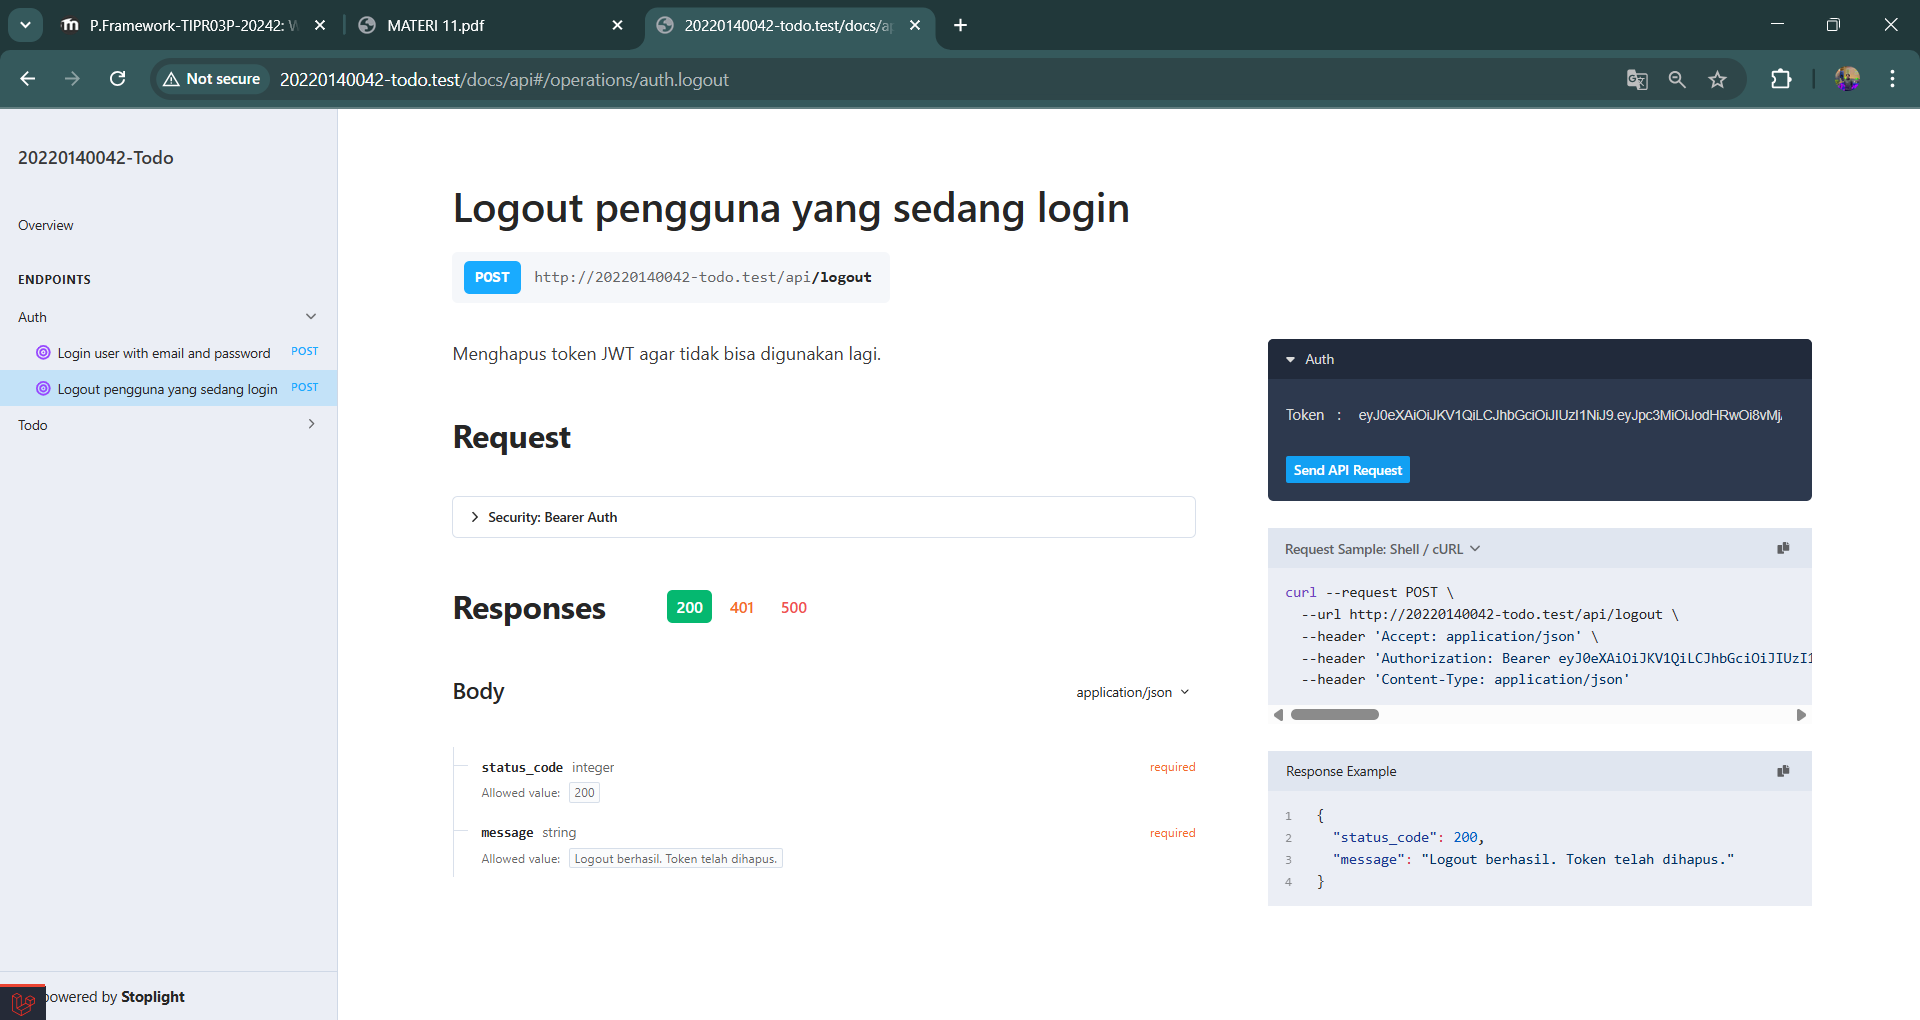 P.Framework-TIPR03P-20242: W
MATERI 11.pdf
20220140042-todo.test/docs/a
Not secure
20220140042-todo.test/docs/api#/operations/auth.logout
20220140042-Todo
Overview
ENDPOINTS
Auth
Login user with email and password POST
Logout pengguna yang sedang login POST
Todo
powered by Stoplight
Logout pengguna yang sedang login
POST http://20220140042-todo.test/api/logout
Menghapus token JWT agar tidak bisa digunakan lagi.
Request
Security: Bearer Auth
Responses 200 401 500
Body application/json
status_code integer required
Allowed value: 200
message string required
Allowed value: Logout berhasil. Token telah dihapus.
Auth
Token : eyJ0eXAiOiJKV1QiLCJhbGciOiJIUzI1NiJ9.eyJpc3MiOiJodHRwOi8vMj
Send API Request
Request Sample: Shell / cURL
curl --request POST \
--url http://20220140042-todo.test/api/logout \
--header 'Accept: application/json' \
--header 'Authorization: Bearer eyJ0eXAiOiJKV1QiLCJhbGciOiJIUzI1
--header 'Content-Type: application/json'
Response Example
1 {
2 "status_code": 200,
3 "message": "Logout berhasil. Token telah dihapus."
4 }